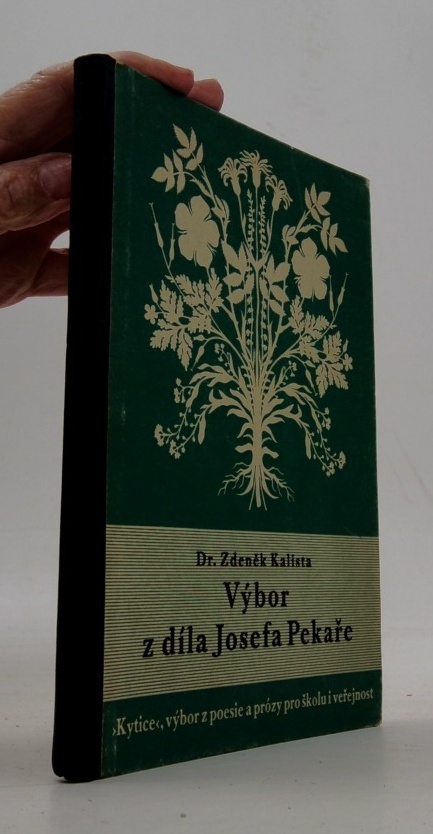 Dr. Zdeněk Kalista
Výbor
z díla Josefa Pekaře
›Kytice‹, výbor z poesie a prózy pro školu i veřejnost